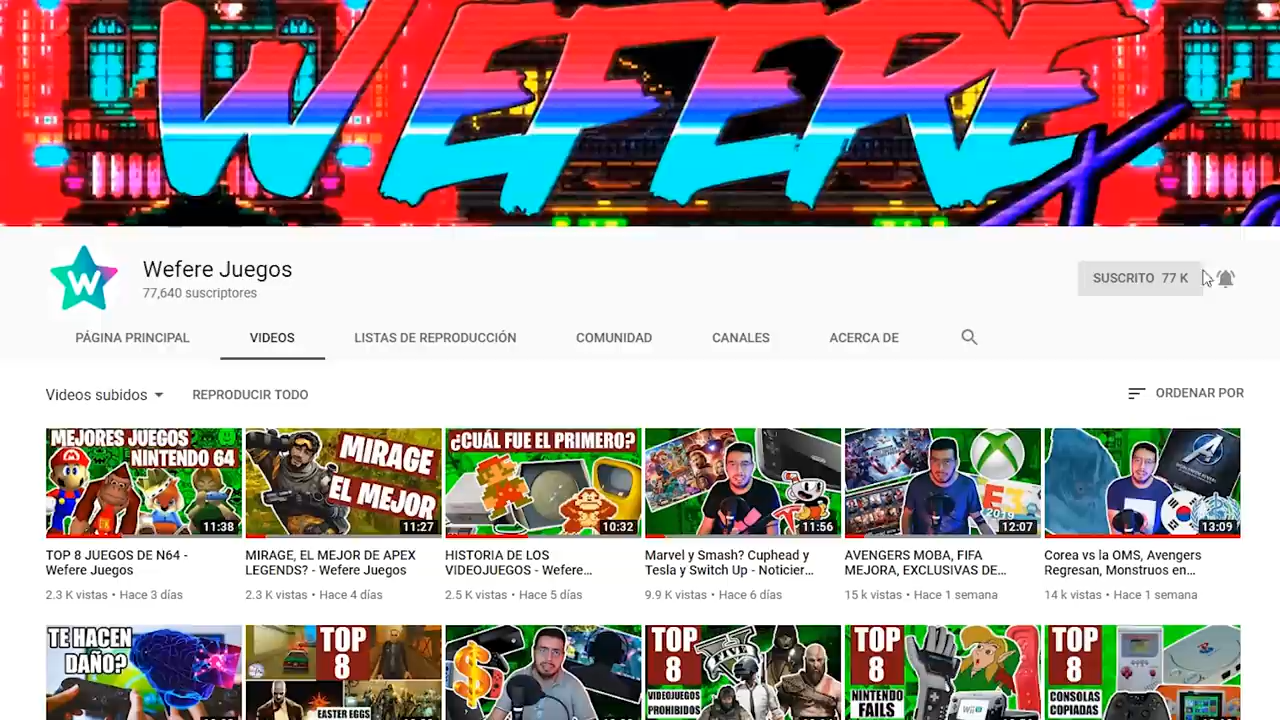 WEFERE
W
Wefere Juegos
77,640 suscriptores
SUSCRITO 77 K
PÁGINA PRINCIPAL
VIDEOS
LISTAS DE REPRODUCCIÓN
COMUNIDAD
CANALES
ACERCA DE
Videos subidos
REPRODUCIR TODO
ORDENAR POR
MEJORES JUEGOS
NINTENDO 64
11:38
MIRAGE
EL MEJOR
11:27
¿CUÁL FUE EL PRIMERO?
10:32
11:56
E3
2019
12:07
13:09
TOP 8 JUEGOS DE N64 -
Wefere Juegos
2.3 K vistas • Hace 3 días
MIRAGE, EL MEJOR DE APEX
LEGENDS? - Wefere Juegos
2.3 K vistas • Hace 4 días
HISTORIA DE LOS
VIDEOJUEGOS - Wefere...
2.5 K vistas • Hace 5 días
Marvel y Smash? Cuphead y
Tesla y Switch Up - Noticier...
9.9 K vistas • Hace 6 días
AVENGERS MOBA, FIFA
MEJORA, EXCLUSIVAS DE...
15 k vistas • Hace 1 semana
Corea vs la OMS, Avengers
Regresan, Monstruos en...
14 k vistas • Hace 1 semana
TE HACEN
DAÑO?
TOP
8
EASTER EGGS
TOP
8
VIDEOJUEGOS
PROHIBIDOS
V
FIVE
TOP
8
NINTENDO
FAILS
Wii U
TOP
8
CONSOLAS
COPIADAS